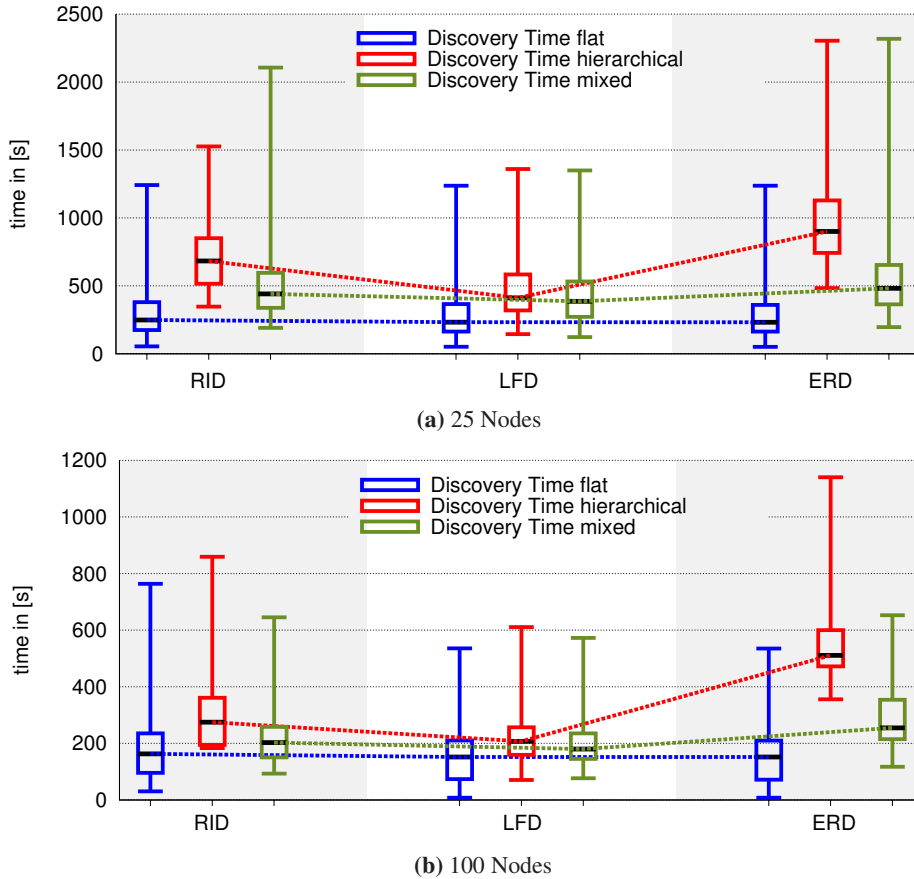 2500
2000
1500
1000
500
0
time in [s]
Discovery Time flat
Discovery Time hierarchical
Discovery Time mixed
RID LFD ERD
(a) 25 Nodes
1200
1000
800
600
400
200
0
time in [s]
Discovery Time flat
Discovery Time hierarchical
Discovery Time mixed
RID LFD ERD
(b) 100 Nodes